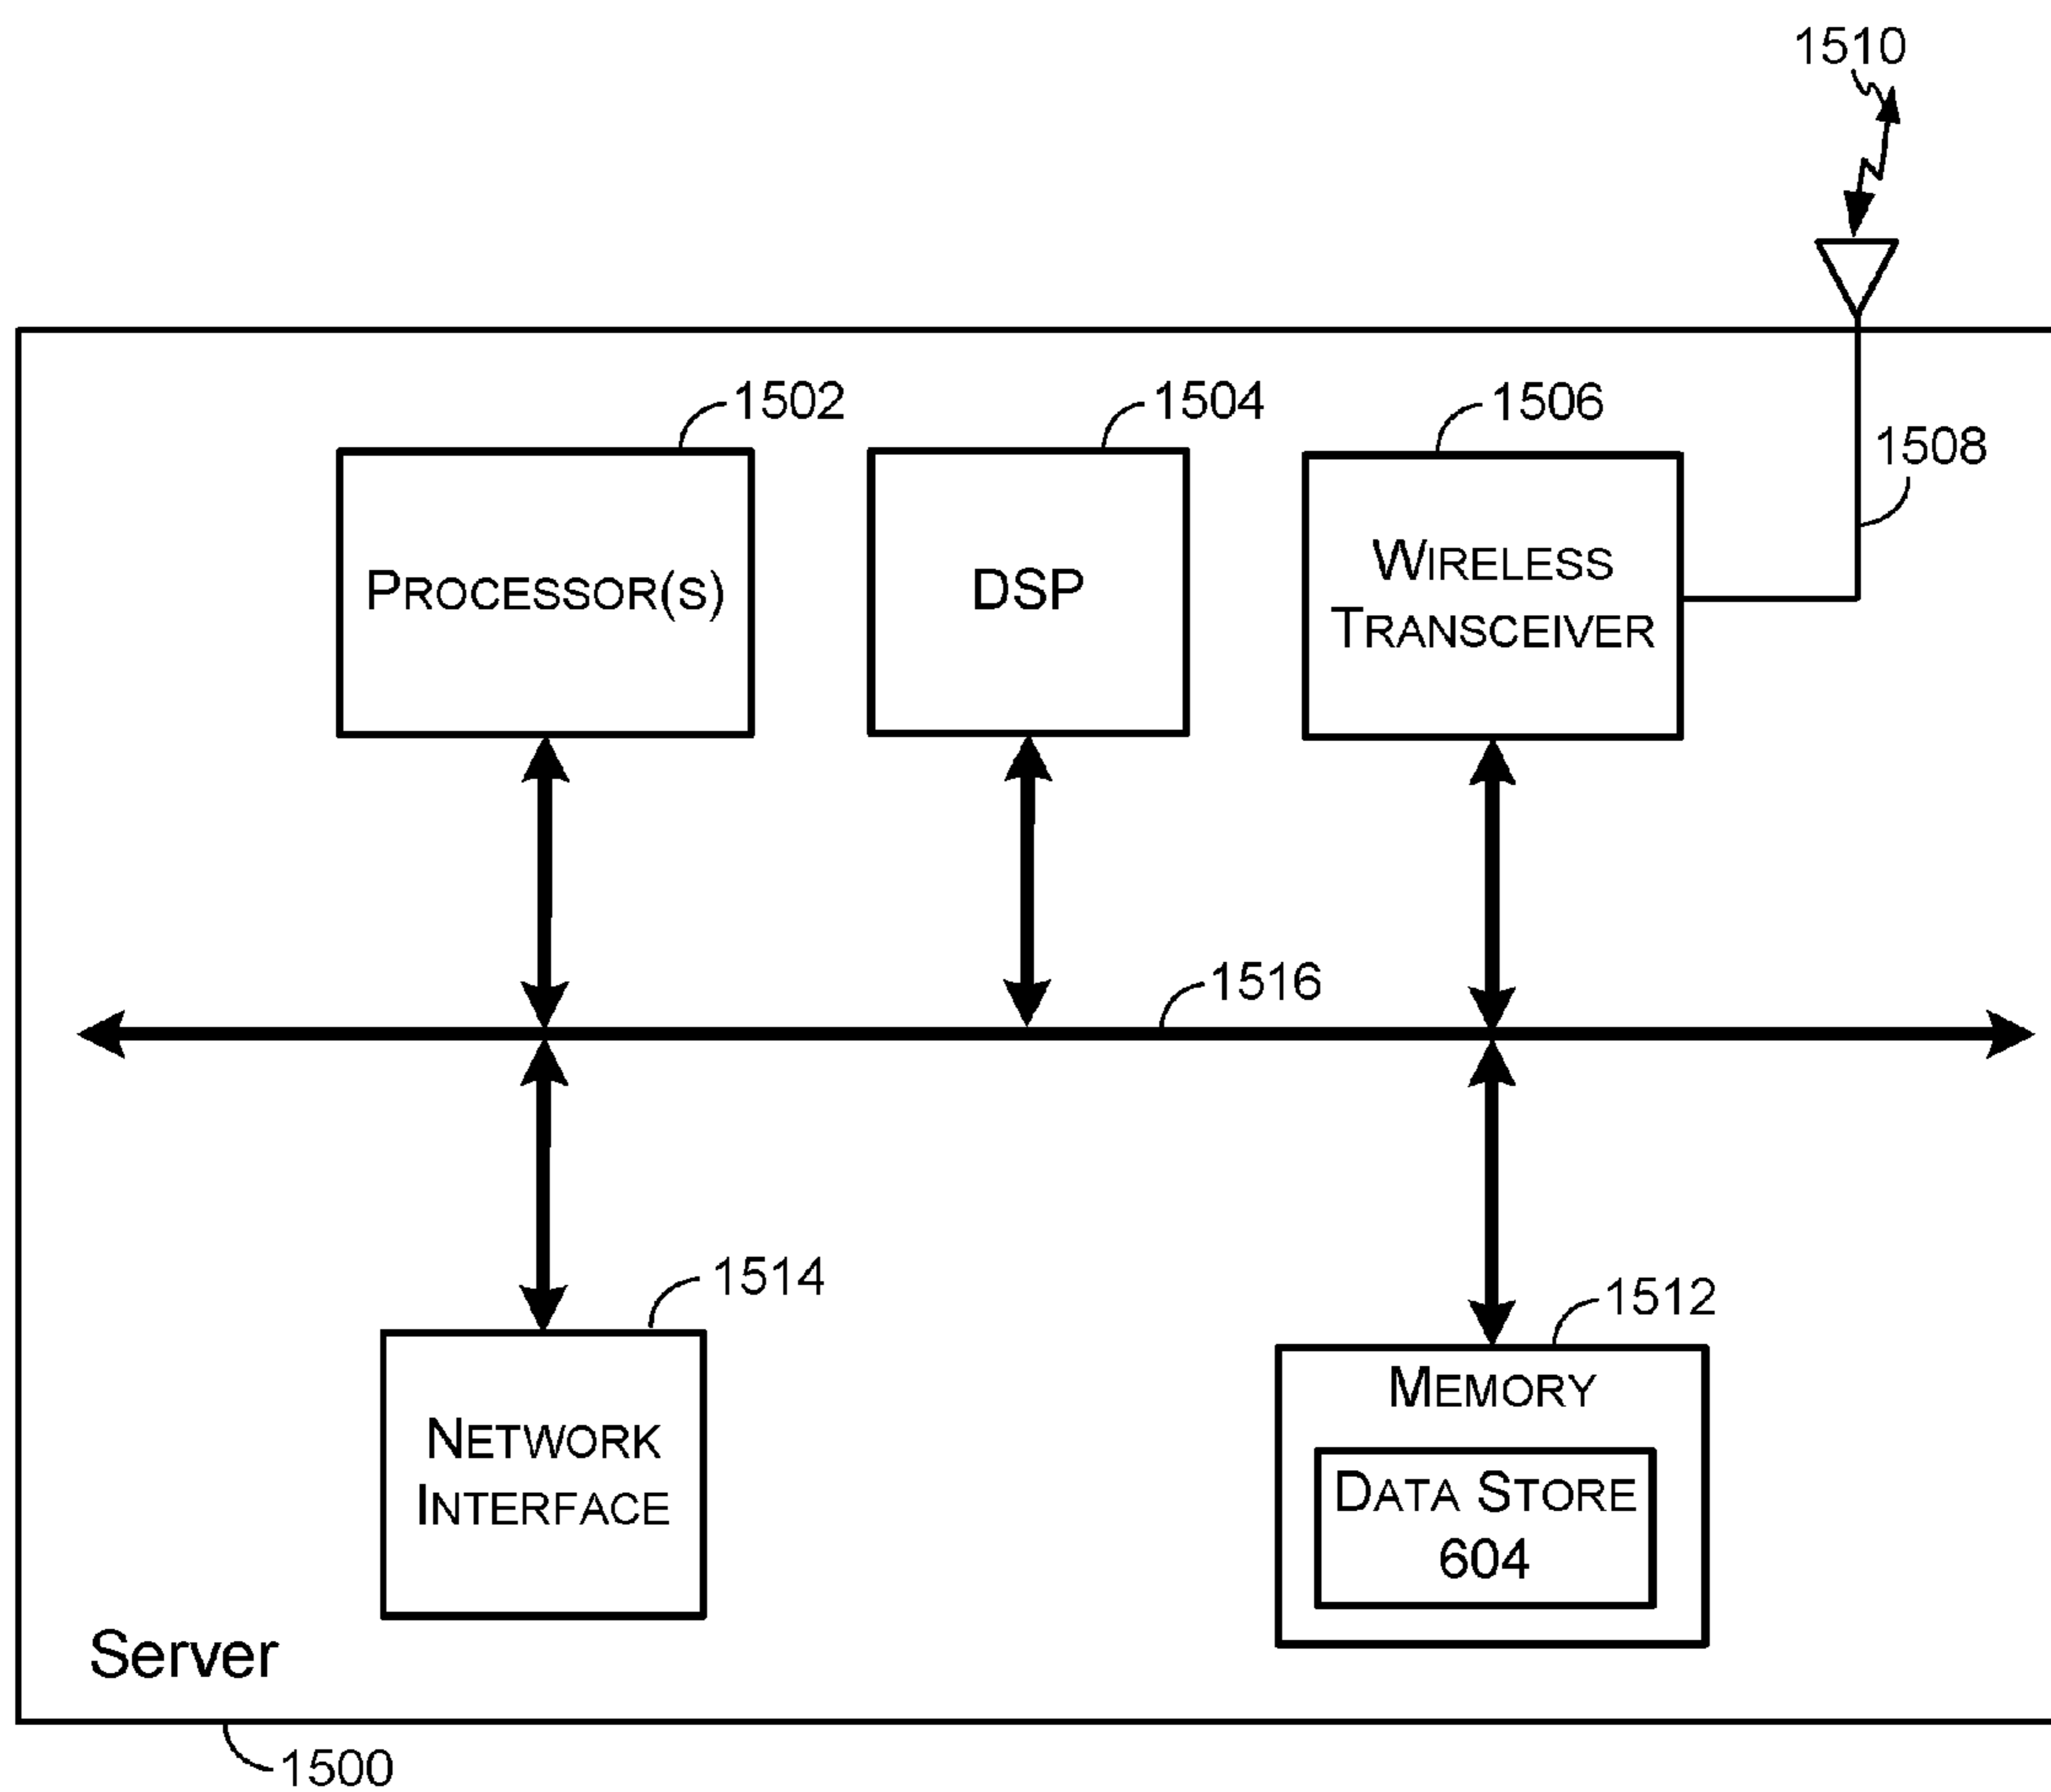 1510
1502
1504
1506
1508
PROCESSOR(S)
DSP
WIRELESS
TRANSCEIVER
1516
1514
1512
NETWORK
INTERFACE
MEMORY
DATA STORE
604
Server
1500